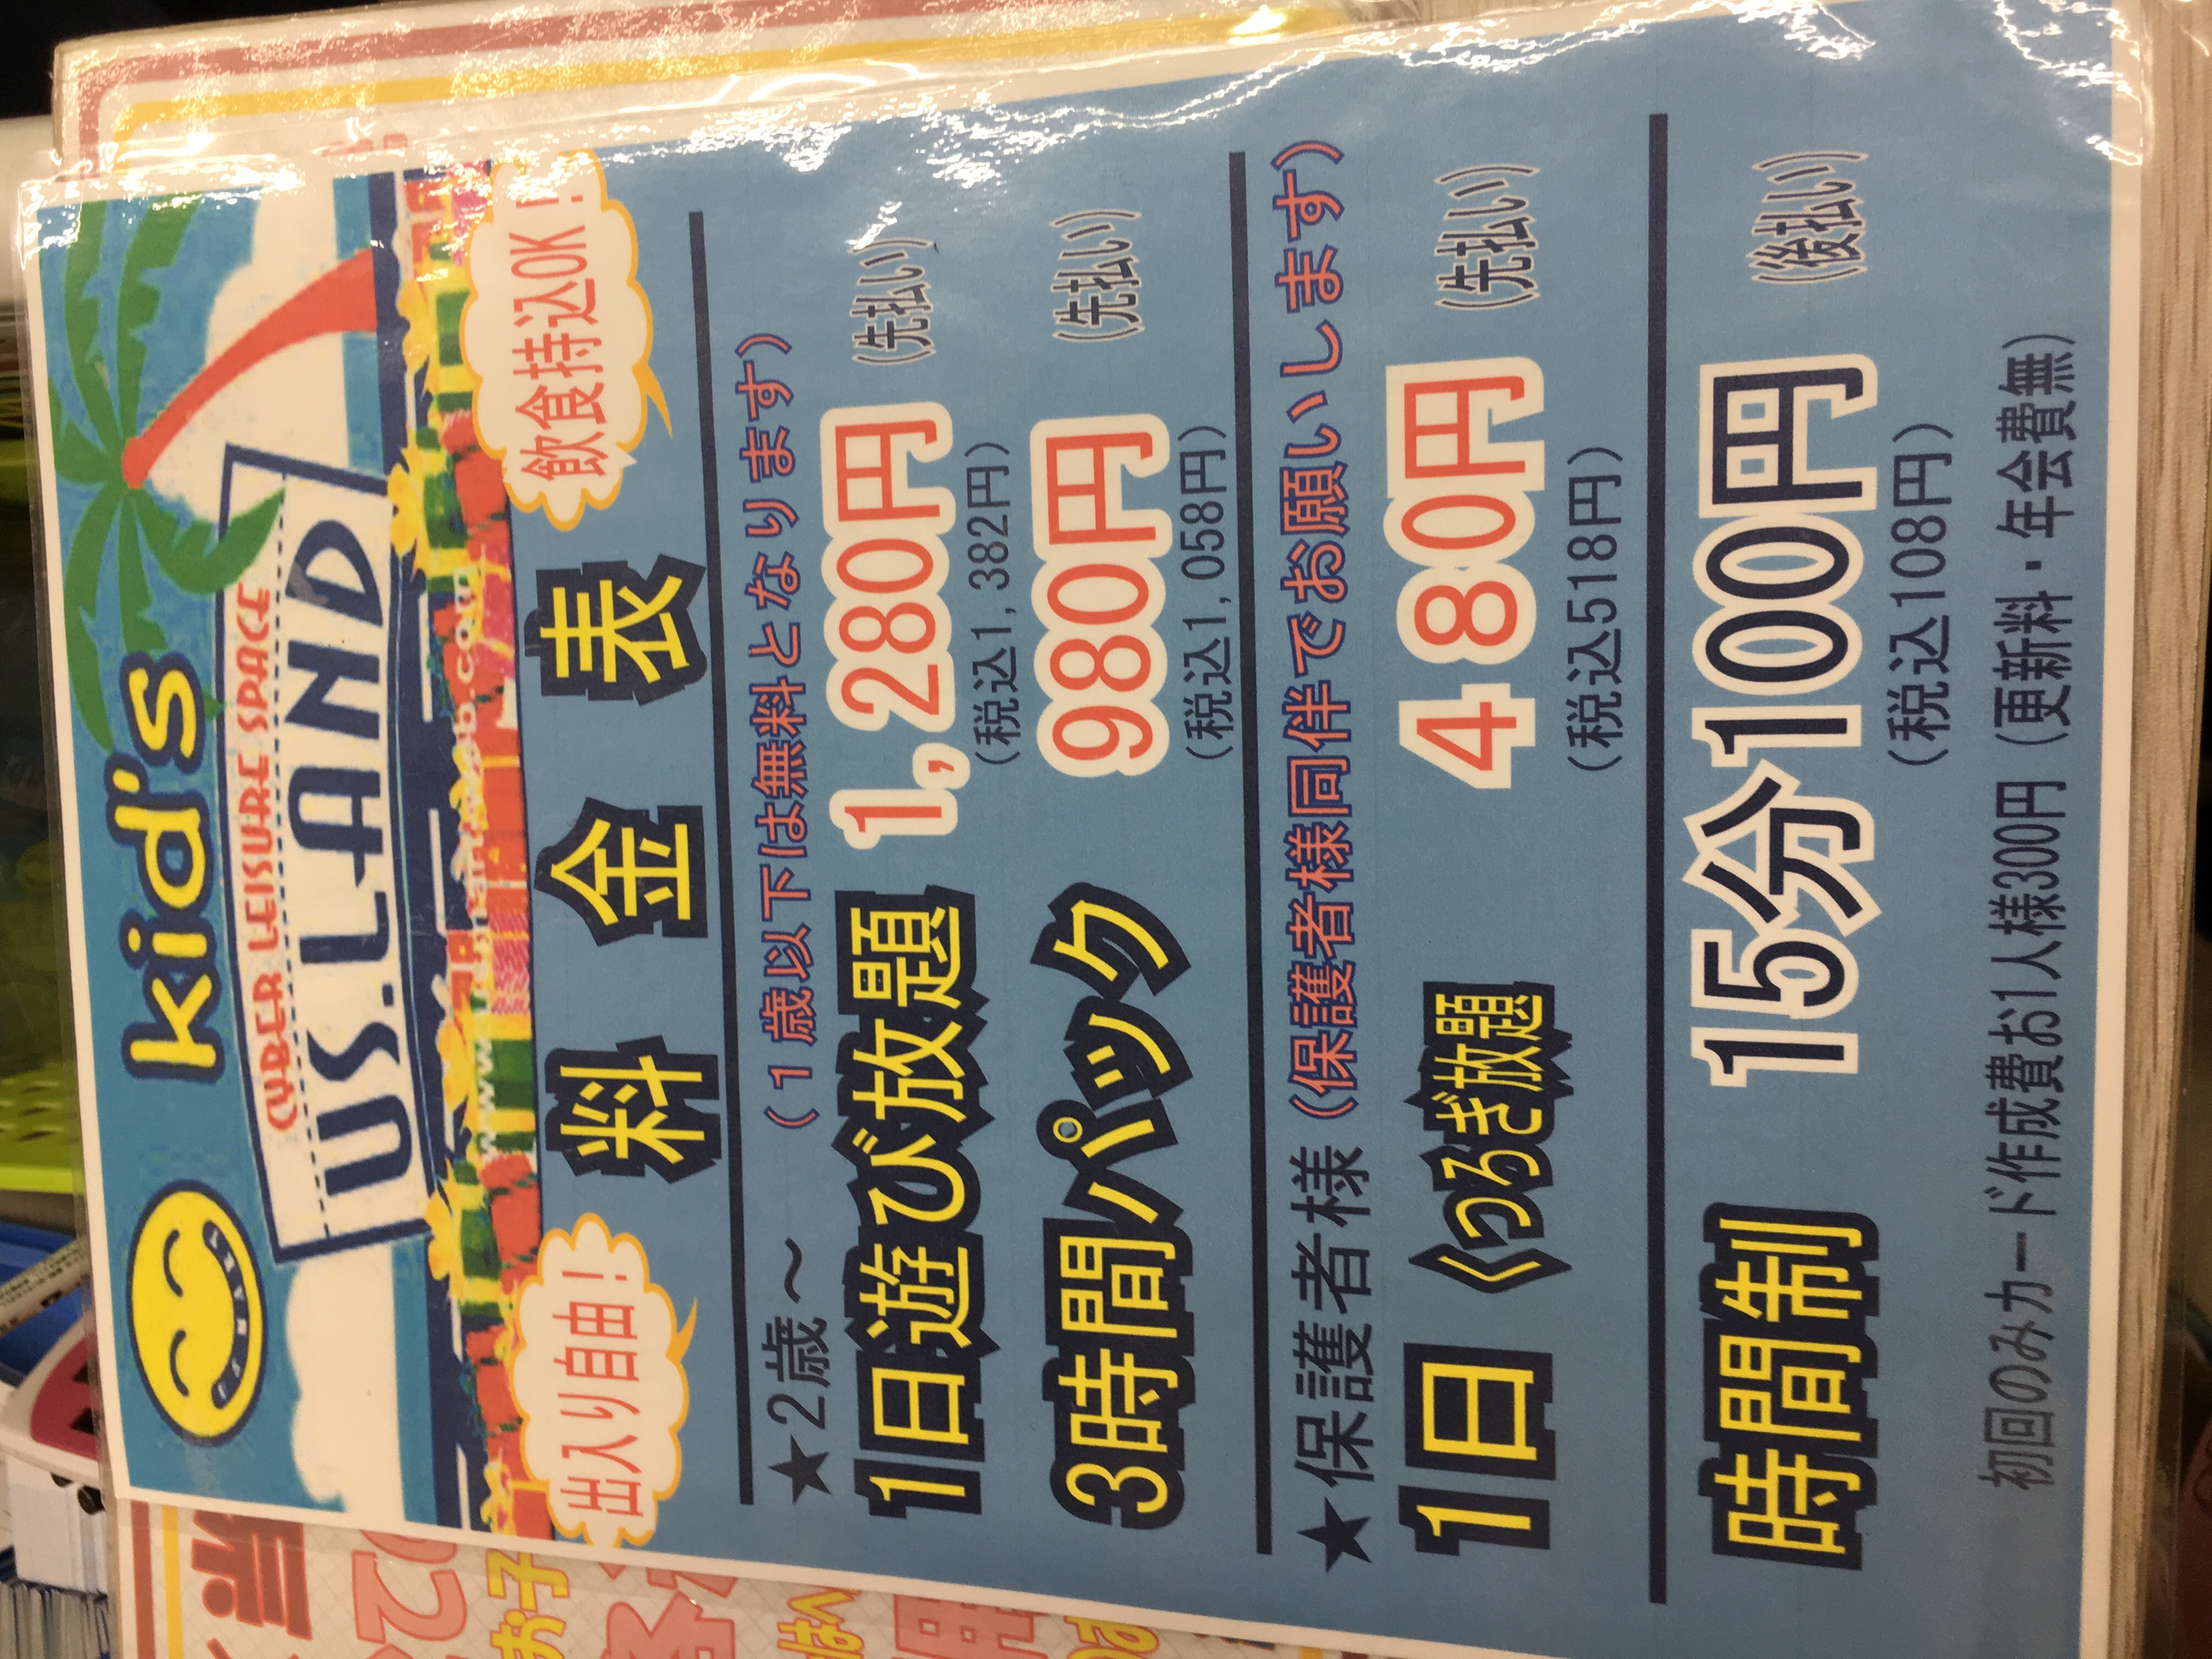 kid's
CYBER LEISURE SPACE
US.LAND
SMALAND
出入り自由!
飲食持込OK!
料金表
★2歳～ (1歳以下は無料となります)
1日遊び放題 1,280円 (先払い)
(税込1,382円)
3時間パック 980円 (先払い)
(税込1,058円)
★保護者様 (保護者様同伴でお願いします)
1日くつろぎ放題 480円 (先払い)
(税込518円)
時間制 15分100円 (後払い)
(税込108円)
初回のみカード作成費お1人様300円 (更新料・年会費無)